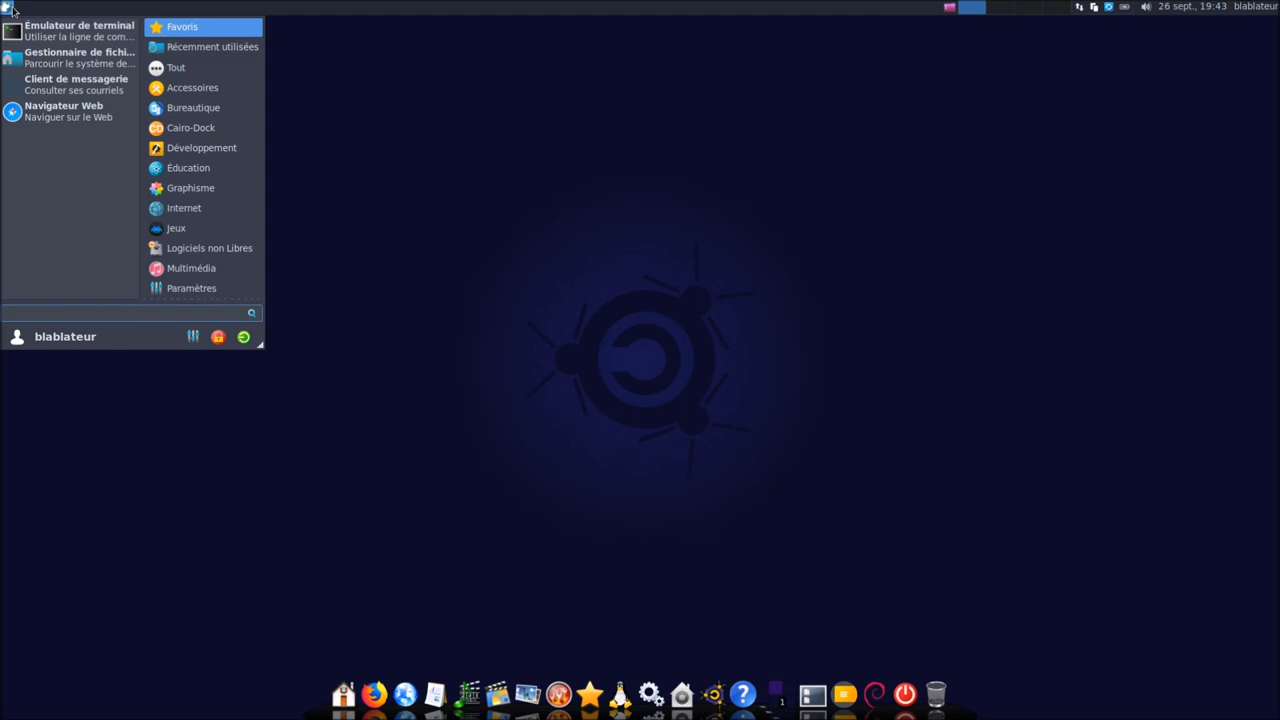 26 sept., 19:43 blablateur
Émulateur de terminal
Utiliser la ligne de com...
Gestionnaire de fichi...
Parcourir le système de...
Client de messagerie
Consulter ses courriels
Navigateur Web
Naviguer sur le Web
Favoris
Récemment utilisées
Tout
Accessoires
Bureautique
Cairo-Dock
Développement
Éducation
Graphisme
Internet
Jeux
Logiciels non Libres
Multimédia
Paramètres
blablateur
1